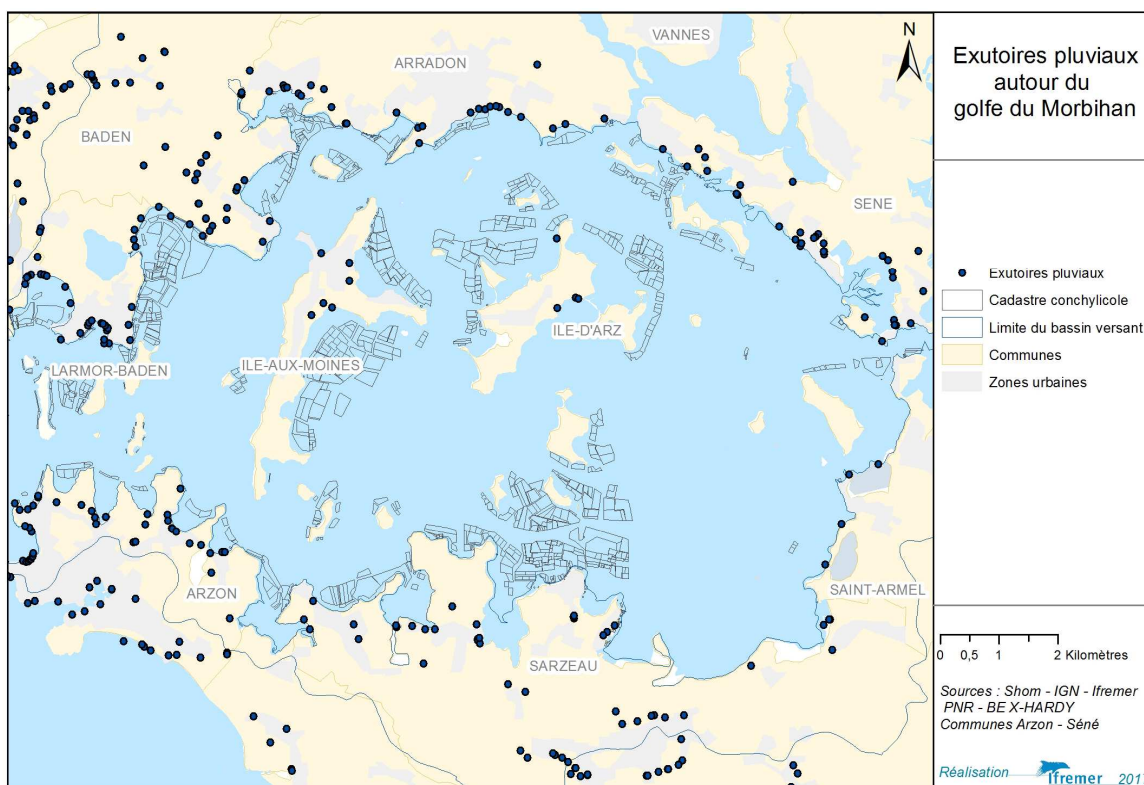 VANNES
N
ARRADON
BADEN
SENE
ILE-D'ARZ
ILE-AUX-MOINES
LARMOR-BADEN
ARZON
SAINT-ARMEL
SARZEAU
Exutoires pluviaux
autour du
golfe du Morbihan
Exutoires pluviaux
Cadastre conchylicole
Limite du bassin versant
Communes
Zones urbaines
0 0,5 1 2 Kilomètres
Sources : Shom - IGN - Ifremer
PNR - BE X-HARDY
Communes Arzon - Séné
Réalisation Ifremer